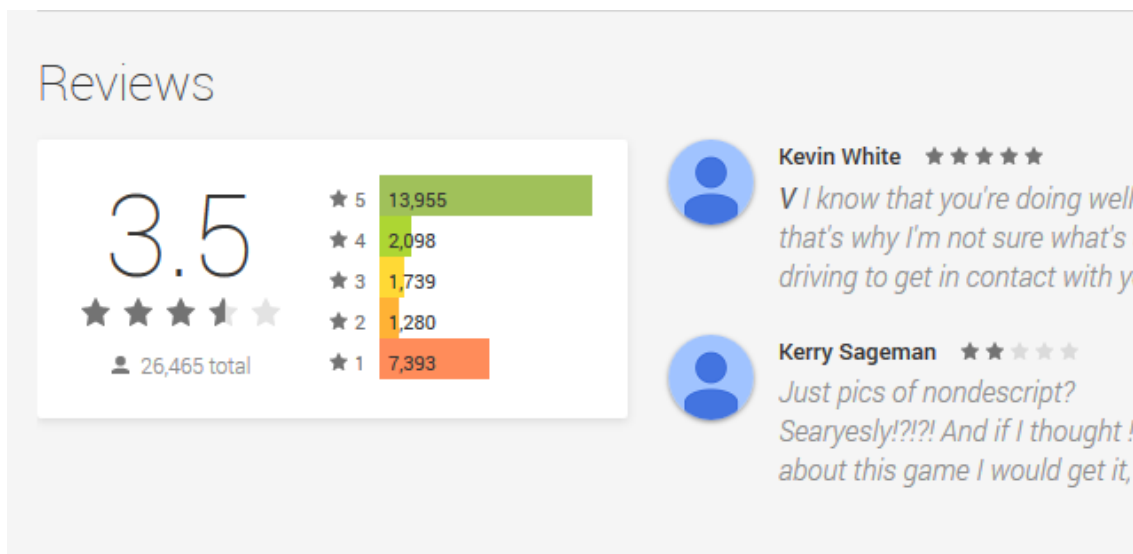 Reviews
3.5
26,465 total
5 13,955
4 2,098
3 1,739
2 1,280
1 7,393
Kevin White
V I know that you're doing well
that's why I'm not sure what's
driving to get in contact with y
Kerry Sageman
Just pics of nondescript?
Searyesly!?!?! And if I thought !
about this game I would get it,